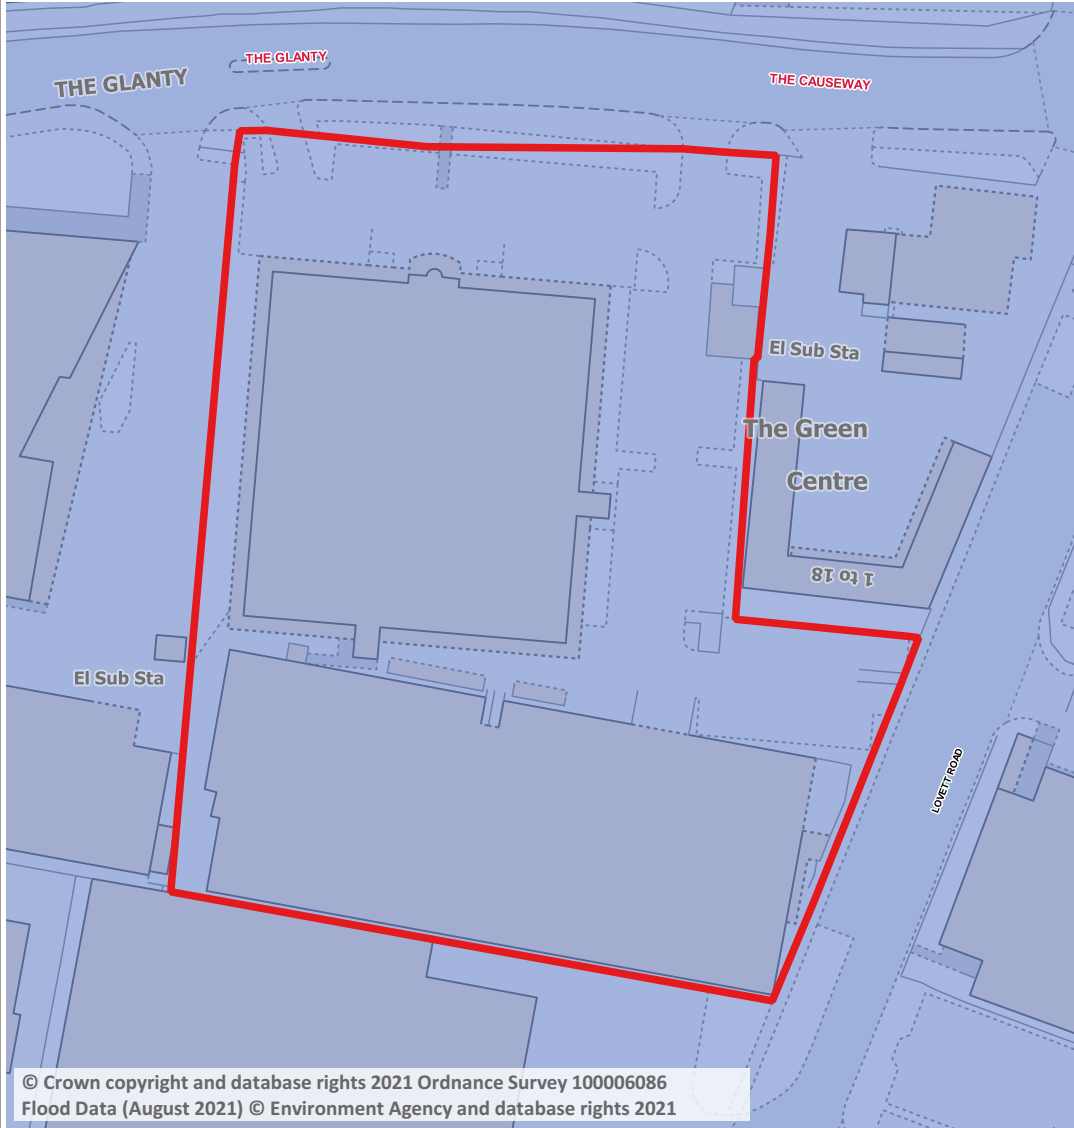 THE GLANTY
THE GLANTY
THE CAUSEWAY
El Sub Sta
The Green
Centre
1 to 18
El Sub Sta
LOVETT ROAD
© Crown copyright and database rights 2021 Ordnance Survey 100006086
Flood Data (August 2021) © Environment Agency and database rights 2021